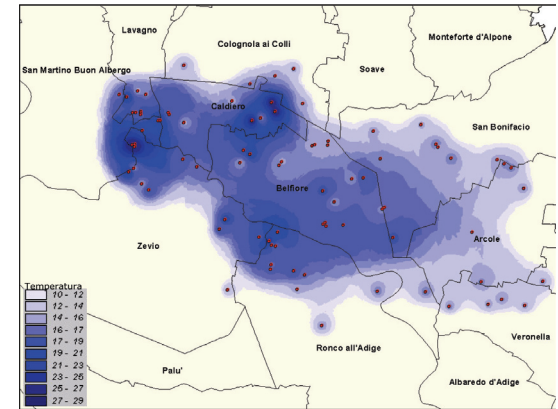 Lavagno
Colognola ai Colli
Monteforte d'Alpone
San Martino Buon Albergo
Soave
Caldiero
San Bonifacio
Belfiore
Zevio
Arcole
Temperatura
10 - 12
12 - 14
14 - 16
16 - 17
17 - 19
19 - 21
21 - 23
23 - 25
25 - 27
27 - 29
Veronella
Ronco all'Adige
Palu'
Albaredo d'Adige